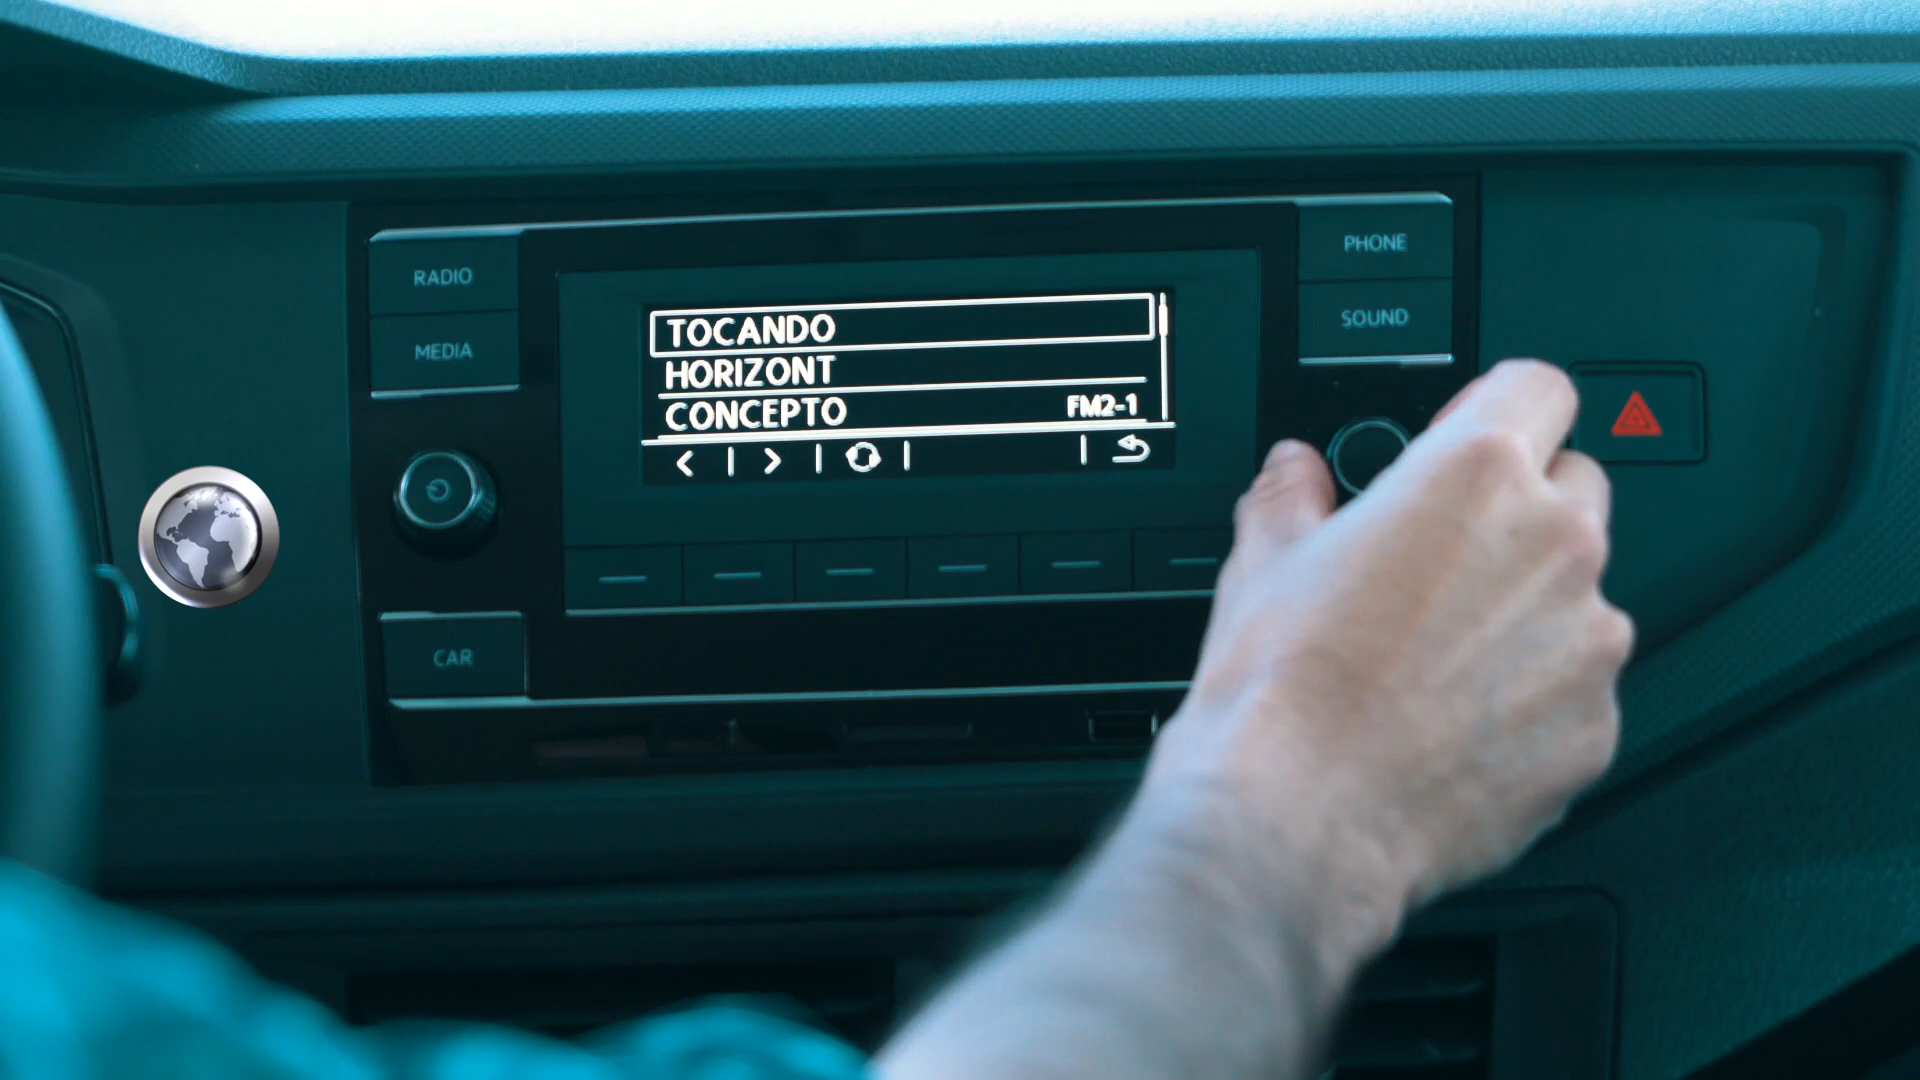 RADIO
MEDIA
TOCANDO
HORIZONT
CONCEPTO FM2-1
PHONE
SOUND
CAR